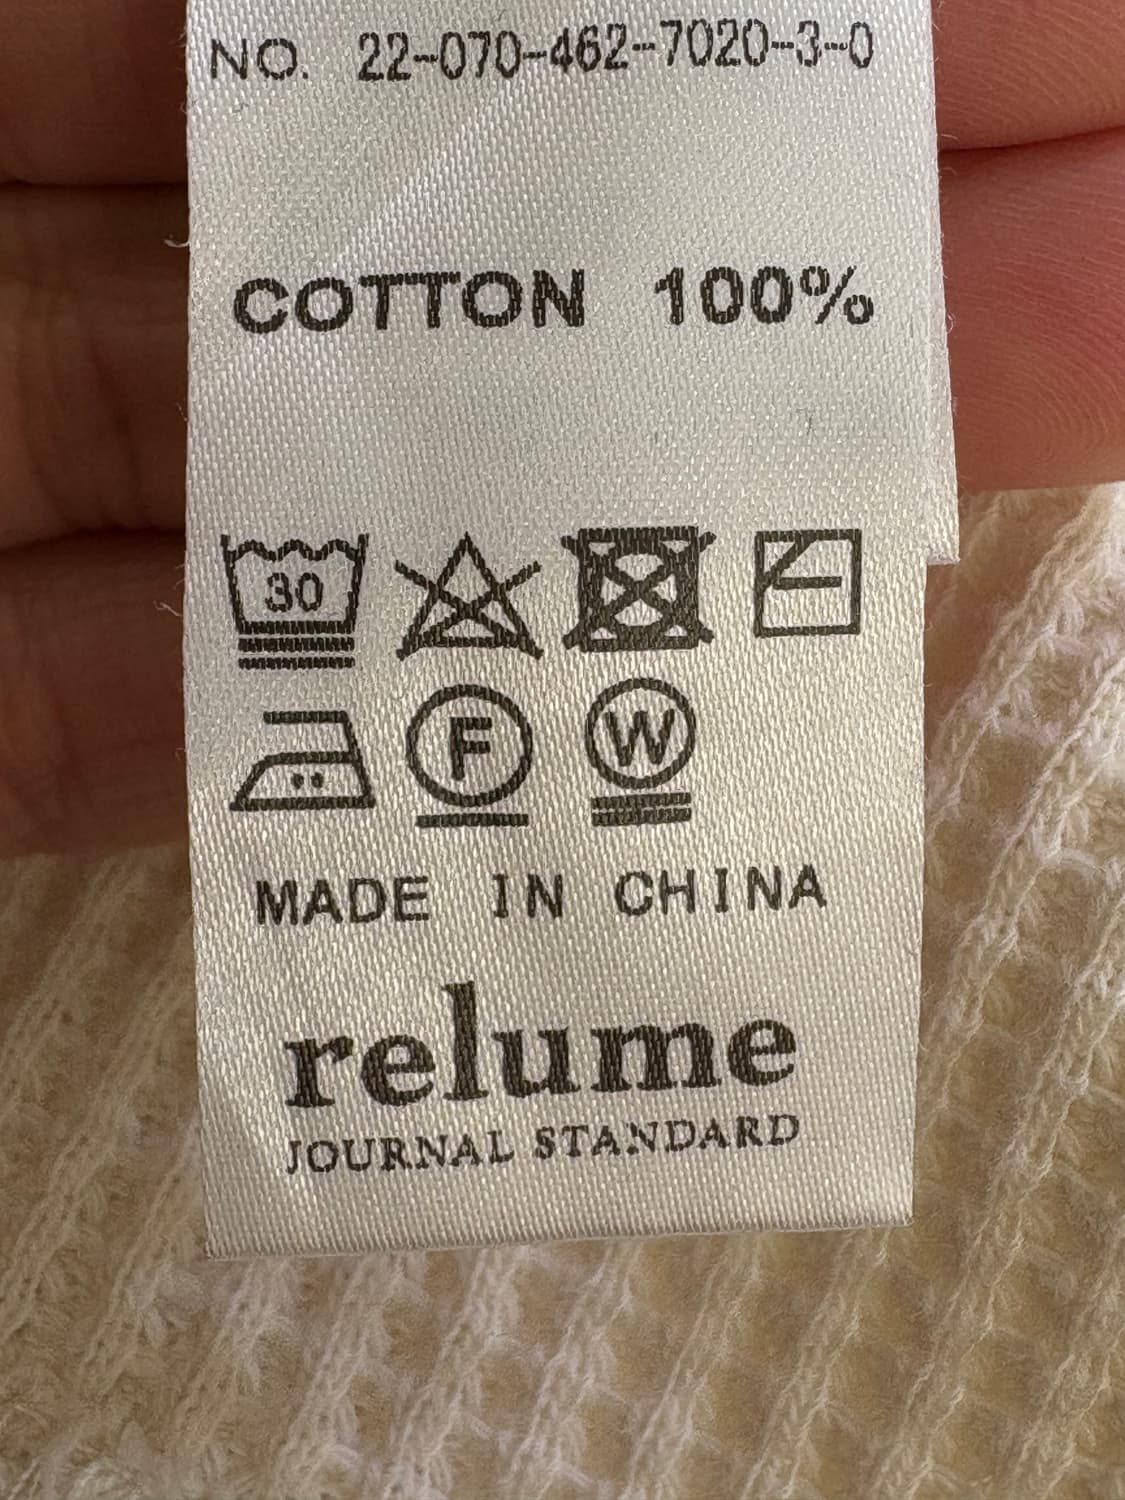 NO. 22-070-462-7020-3-0
COTTON 100%
30
F W
MADE IN CHINA
relume
JOURNAL STANDARD